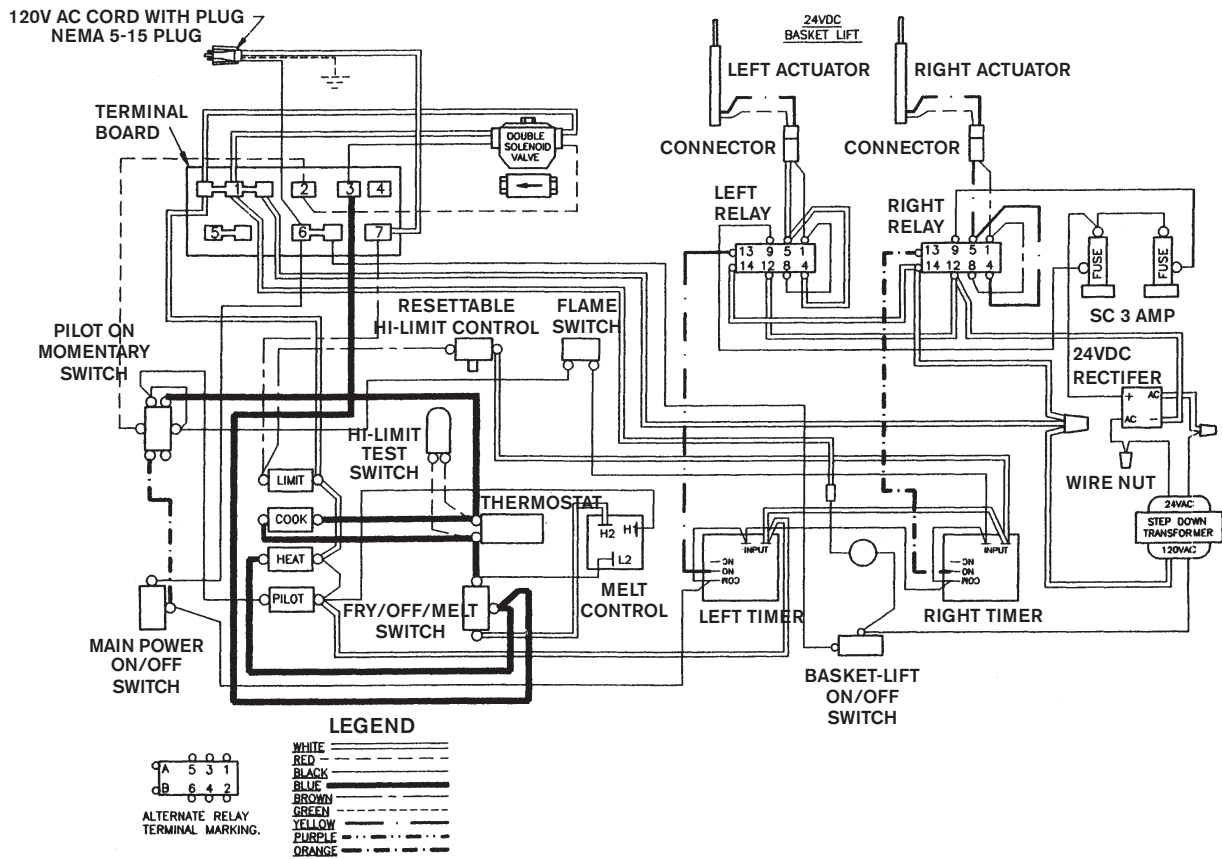 120V AC CORD WITH PLUG
NEMA 5-15 PLUG
24VDC
BASKET LIFT
LEFT ACTUATOR
RIGHT ACTUATOR
TERMINAL
BOARD
DOUBLE
SOLENOID
VALVE
CONNECTOR
CONNECTOR
1
2
3
4
5
6
7
LEFT
RELAY
13 9 5 1
14 12 8 4
RIGHT
RELAY
13 9 5 1
14 12 8 4
FUSE
FUSE
SC 3 AMP
RESETTABLE
HI-LIMIT CONTROL
FLAME
SWITCH
PILOT ON
MOMENTARY
SWITCH
24VDC
RECTIFER
+ AC
AC −
WIRE NUT
HI-LIMIT
TEST
SWITCH
LIMIT
COOK
HEAT
PILOT
THERMOSTAT
H2 H1
L2
MELT
CONTROL
FRY/OFF/MELT
SWITCH
INPUT
NC
NO
COM
LEFT TIMER
INPUT
NC
NO
COM
RIGHT TIMER
24VAC
STEP DOWN
TRANSFORMER
120VAC
MAIN POWER
ON/OFF
SWITCH
BASKET-LIFT
ON/OFF
SWITCH
LEGEND
WHITE
RED
BLACK
BLUE
BROWN
GREEN
YELLOW
PURPLE
ORANGE
A 5 3 1
B 6 4 2
ALTERNATE RELAY
TERMINAL MARKING.